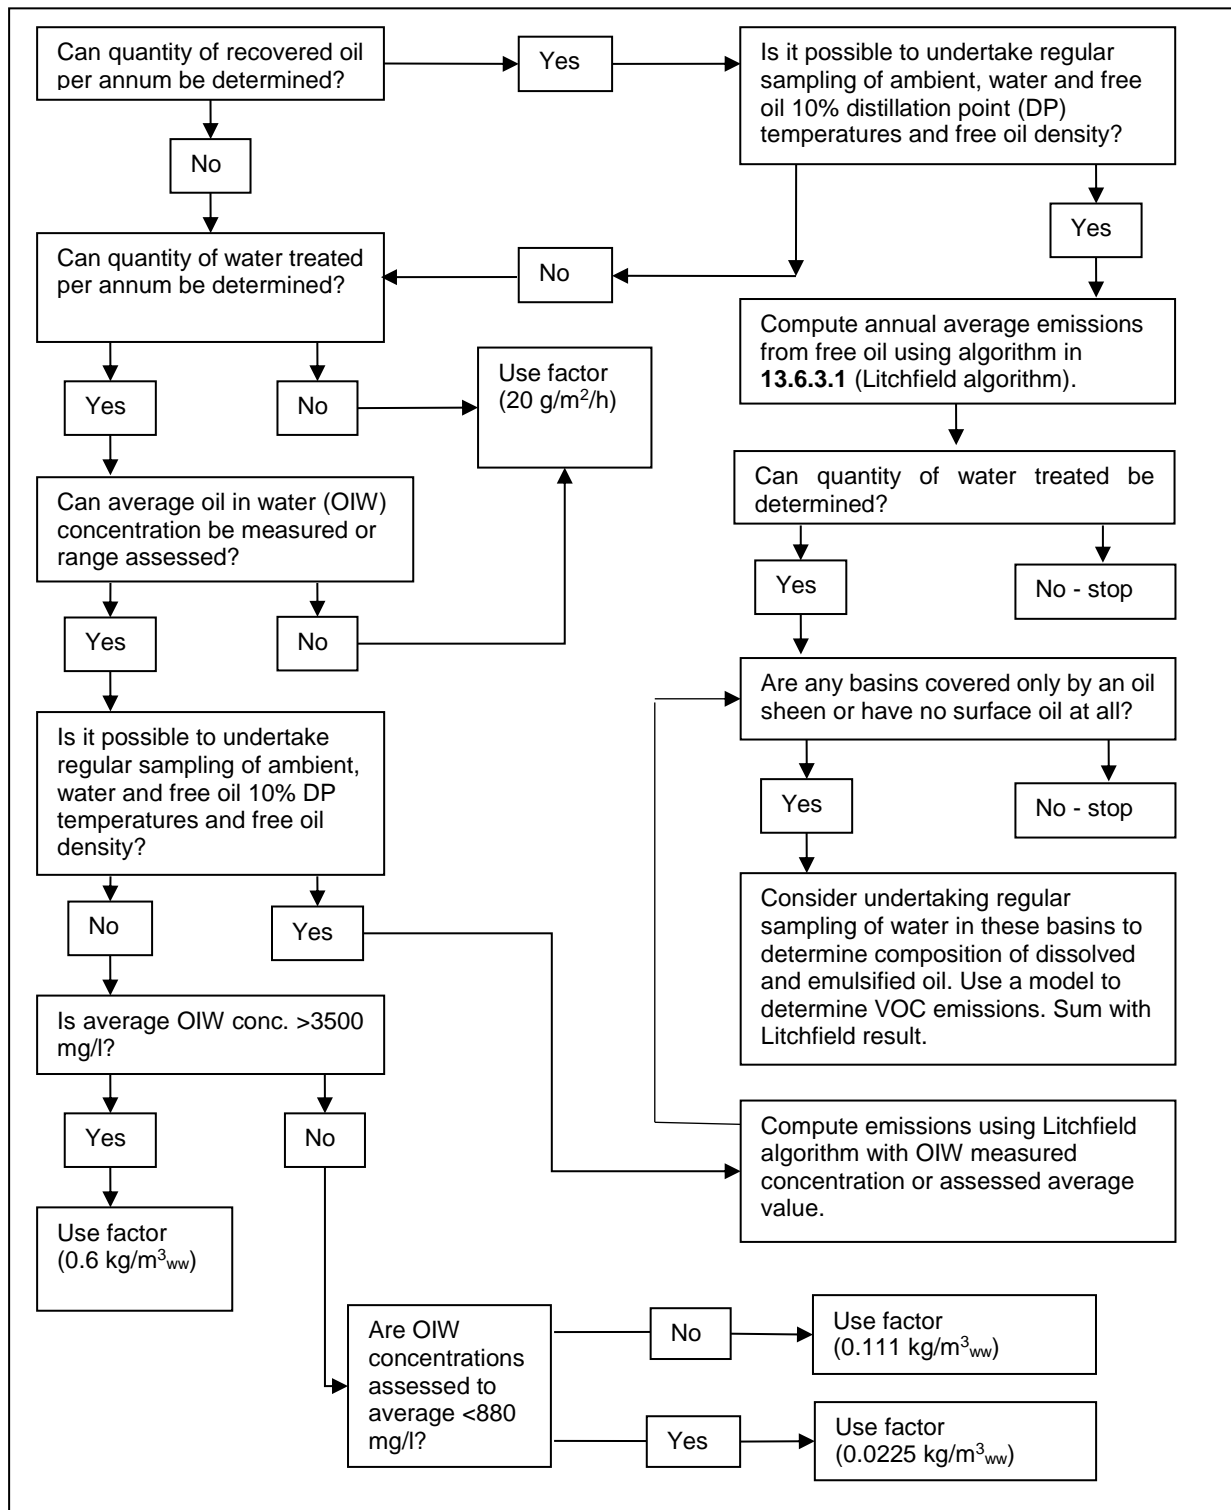 Can quantity of recovered oil
per annum be determined?
Yes
Is it possible to undertake regular
sampling of ambient, water and free
oil 10% distillation point (DP)
temperatures and free oil density?
No
Yes
Can quantity of water treated
per annum be determined?
No
Compute annual average emissions
from free oil using algorithm in
13.6.3.1 (Litchfield algorithm).
Yes
No
Use factor
(20 g/m²/h)
Can quantity of water treated be
determined?
Can average oil in water (OIW)
concentration be measured or
range assessed?
Yes
No - stop
Yes
No
Are any basins covered only by an oil
sheen or have no surface oil at all?
Is it possible to undertake
regular sampling of ambient,
water and free oil 10% DP
temperatures and free oil
density?
Yes
No - stop
Consider undertaking regular
sampling of water in these basins to
determine composition of dissolved
and emulsified oil. Use a model to
determine VOC emissions. Sum with
Litchfield result.
No
Yes
Is average OIW conc. >3500
mg/l?
Yes
No
Compute emissions using Litchfield
algorithm with OIW measured
concentration or assessed average
value.
Use factor
(0.6 kg/m³ww)
Are OIW
concentrations
assessed to
average <880
mg/l?
No
Use factor
(0.111 kg/m³ww)
Yes
Use factor
(0.0225 kg/m³ww)